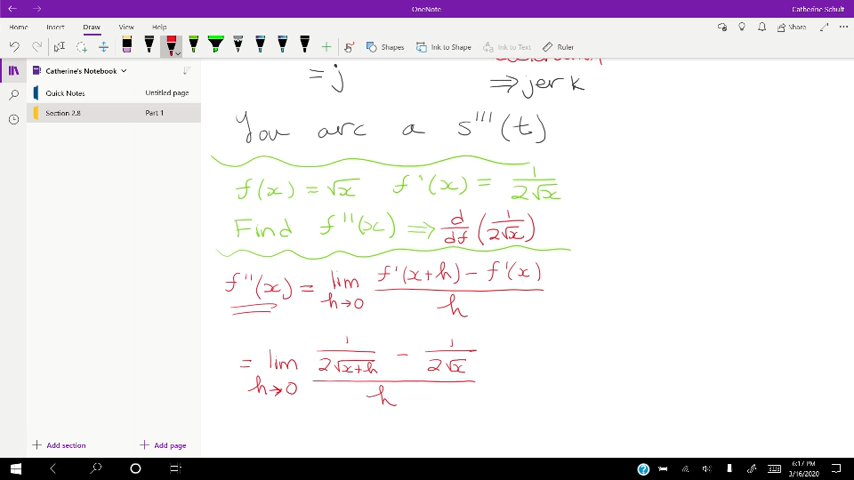 OneNote
Catherine Schult
Home Insert Draw View Help Share
Shapes Ink to Shape Ink to Text Ruler
Catherine's Notebook
Quick Notes Untitled page
Section 2.8 Part 1
= j
⇒ jerk
You are a s'''(t)
f(x) = √x f'(x) = 1/(2√x)
Find f''(x) ⇒ d/df (1/(2√x))
f''(x) = lim h→0 (f'(x+h) - f'(x))/h
= lim h→0 (1/(2√x+h) - 1/(2√x))/h
+ Add section + Add page
6:17 PM
3/16/2020